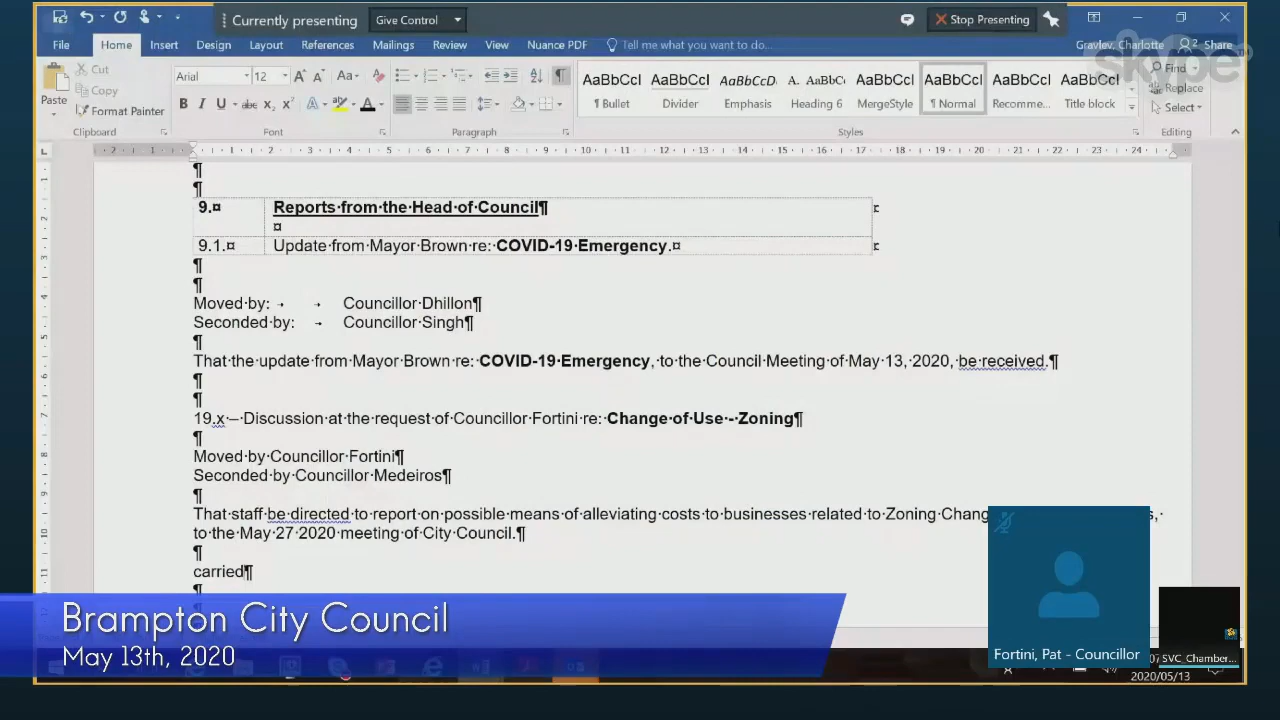 Currently presenting
Give Control
Stop Presenting
File
Home
Insert
Design
Layout
References
Mailings
Review
View
Nuance PDF
Tell me what you want to do...
Gravlev, Charlotte
Share
skype
Paste
Cut
Copy
Format Painter
Clipboard
Arial
12
Font
Paragraph
AaBbCcI
¶ Bullet
AaBbCcI
Divider
AaBbCcD
Emphasis
A. AaBbC
Heading 6
AaBbCcI
MergeStyle
AaBbCcI
¶ Normal
AaBbCcI
Recomme...
AaBbCcI
Title block
Styles
Find
Replace
Select
Editing
9.¤ Reports·from·the·Head·of·Council¶
¤
9.1.¤ Update·from·Mayor·Brown·re:·COVID-19·Emergency.¤
Moved·by: Councillor·Dhillon¶
Seconded·by: Councillor·Singh¶
That·the·update·from·Mayor·Brown·re:·COVID-19·Emergency,·to·the·Council·Meeting·of·May·13,·2020,·be·received.¶
19.x·–·Discussion·at·the·request·of·Councillor·Fortini·re:·Change·of·Use·-·Zoning¶
Moved·by·Councillor·Fortini¶
Seconded·by·Councillor·Medeiros¶
That·staff·be·directed·to·report·on·possible·means·of·alleviating·costs·to·businesses·related·to·Zoning·
to·the·May·27·2020·meeting·of·City·Council.¶
carried¶
Brampton City Council
May 13th, 2020
Fortini, Pat - Councillor
SVC_Chamber...
2020/05/13